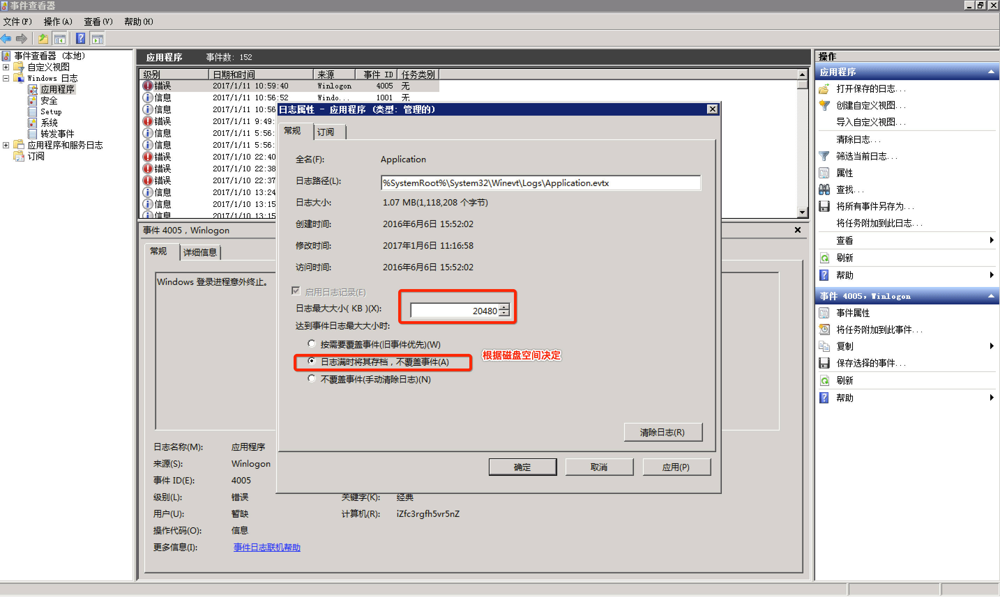 事件查看器
文件(F) 操作(A) 查看(V) 帮助(H)
事件查看器 (本地)
自定义视图
Windows 日志
应用程序
安全
Setup
系统
转发事件
应用程序和服务日志
订阅
应用程序 事件数: 152
级别 日期和时间 来源 事件 ID 任务类别
错误 2017/1/11 10:59:40 Winlogon 4005 无
信息 2017/1/11 10:56:52 Windo... 1001 无
信息 2017/1/11 10:56
错误 2017/1/11 9:49:
信息 2017/1/11 5:56:
信息 2017/1/11 5:56:
错误 2017/1/10 22:40
错误 2017/1/10 22:38
错误 2017/1/10 22:37
信息 2017/1/10 13:24
信息 2017/1/10 13:15
信息 2017/1/10 13:15
事件 4005，Winlogon
常规 详细信息
Windows 登录进程意外终止。
日志名称(M): 应用程序
来源(S): Winlogon
事件 ID(E): 4005
级别(L): 错误 关键字(K): 经典
用户(U): 暂缺 计算机(R): iZfc3rgfh5vr5nZ
操作代码(O): 信息
更多信息(I): 事件日志联机帮助
日志属性 - 应用程序 (类型: 管理的)
常规 订阅
全名(F): Application
日志路径(L): %SystemRoot%\System32\Winevt\Logs\Application.evtx
日志大小: 1.07 MB(1,118,208 个字节)
创建时间: 2016年6月6日 15:52:02
修改时间: 2017年1月6日 11:16:58
访问时间: 2016年6月6日 15:52:02
启用日志记录(E)
日志最大大小( KB )(X): 20480
达到事件日志最大大小时:
按需要覆盖事件(旧事件优先)(W)
日志满时将其存档，不覆盖事件(A)
根据磁盘空间决定
不覆盖事件(手动清除日志)(N)
清除日志(R)
确定 取消 应用(P)
操作
应用程序
打开保存的日志...
创建自定义视图...
导入自定义视图...
清除日志...
筛选当前日志...
属性
查找...
将所有事件另存为...
将任务附加到此日志...
查看
刷新
帮助
事件 4005，Winlogon
事件属性
将任务附加到此事件...
复制
保存选择的事件...
刷新
帮助